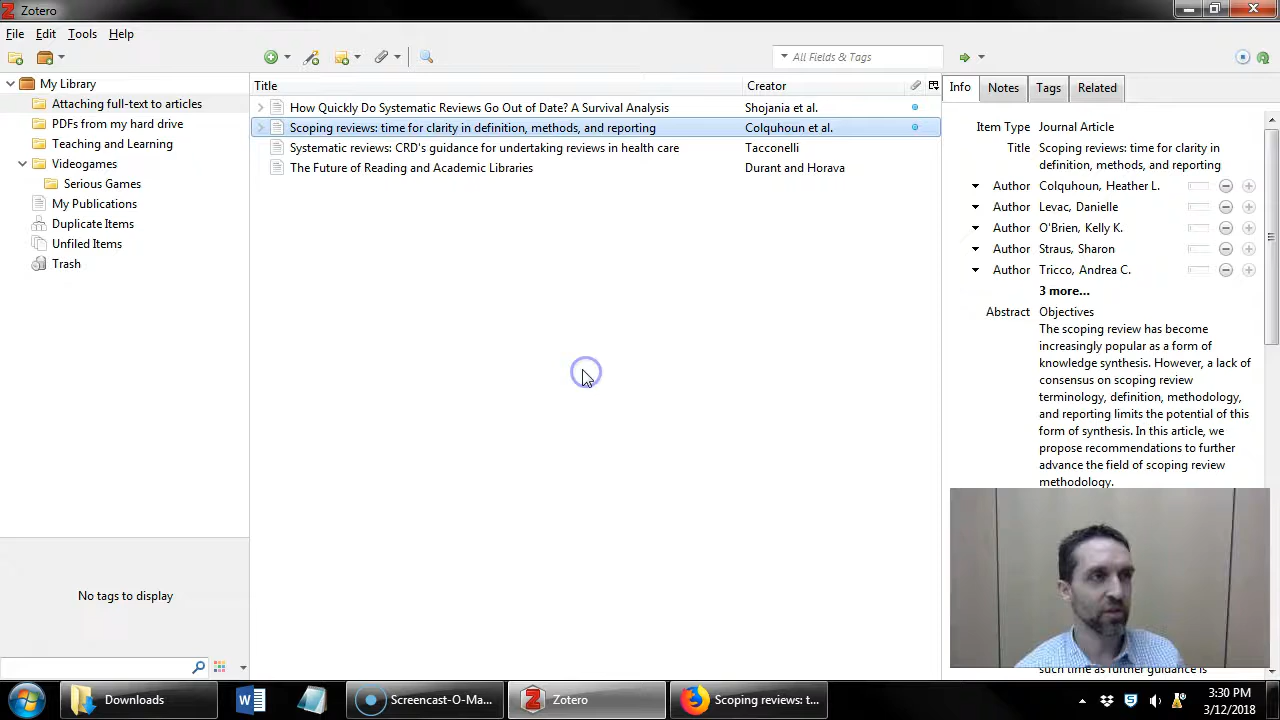 Zotero
File Edit Tools Help
All Fields & Tags
My Library
Attaching full-text to articles
PDFs from my hard drive
Teaching and Learning
Videogames
Serious Games
My Publications
Duplicate Items
Unfiled Items
Trash
No tags to display
Title Creator
How Quickly Do Systematic Reviews Go Out of Date? A Survival Analysis Shojania et al.
Scoping reviews: time for clarity in definition, methods, and reporting Colquhoun et al.
Systematic reviews: CRD's guidance for undertaking reviews in health care Tacconelli
The Future of Reading and Academic Libraries Durant and Horava
Info Notes Tags Related
Item Type Journal Article
Title Scoping reviews: time for clarity in
definition, methods, and reporting
Author Colquhoun, Heather L.
Author Levac, Danielle
Author O'Brien, Kelly K.
Author Straus, Sharon
Author Tricco, Andrea C.
3 more...
Abstract Objectives
The scoping review has become
increasingly popular as a form of
knowledge synthesis. However, a lack of
consensus on scoping review
terminology, definition, methodology,
and reporting limits the potential of this
form of synthesis. In this article, we
propose recommendations to further
advance the field of scoping review
methodology.
such time as further guidance is
Downloads
Screencast-O-Ma...
Zotero
Scoping reviews: t...
3:30 PM
3/12/2018